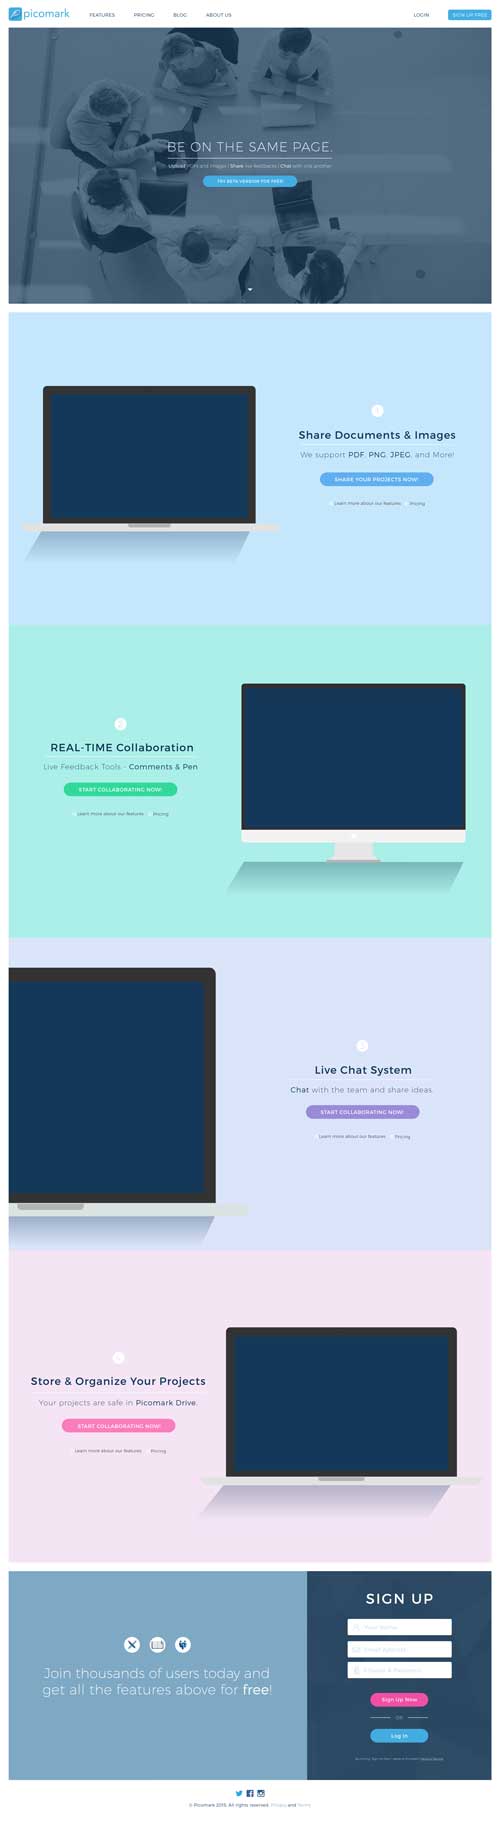 picomark
FEATURES PRICING BLOG ABOUT US LOGIN SIGN UP FREE
BE ON THE SAME PAGE.
Upload PDFs and Images | Share live feedbacks | Chat with one another
TRY BETA VERSION FOR FREE!
1
Share Documents & Images
We support PDF, PNG, JPEG, and More!
SHARE YOUR PROJECTS NOW!
Learn more about our features Pricing
2
REAL-TIME Collaboration
Live Feedback Tools - Comments & Pen
START COLLABORATING NOW!
Learn more about our features Pricing
3
Live Chat System
Chat with the team and share ideas.
START COLLABORATING NOW!
Learn more about our features Pricing
Store & Organize Your Projects
Your projects are safe in Picomark Drive.
START COLLABORATING NOW!
Learn more about our features Pricing
Join thousands of users today and
get all the features above for free!
SIGN UP
Your Name
Email Address
Choose a Password
Sign Up Now
OR
Log In
© Picomark 2015. All rights reserved. Privacy and Terms